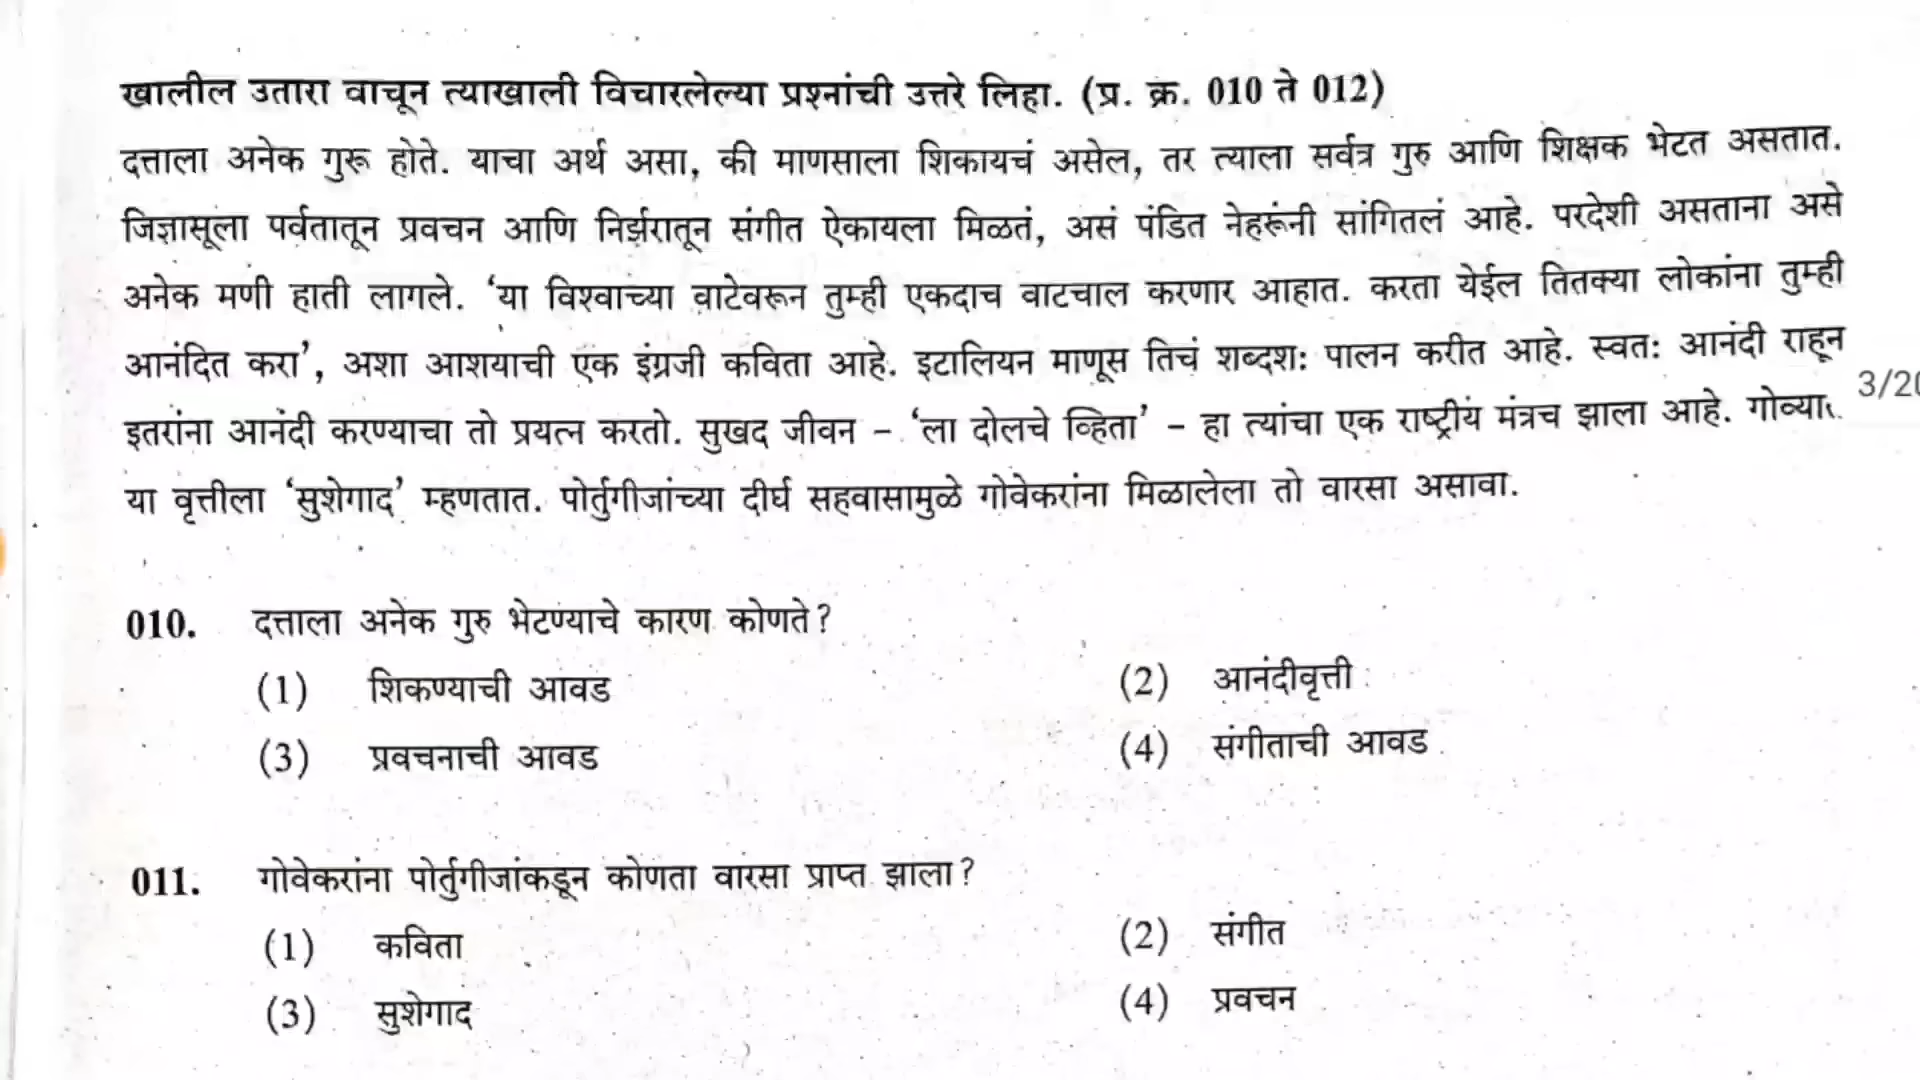 खालील उतारा वाचून त्याखाली विचारलेल्या प्रश्नांची उत्तरे लिहा. (प्र. क्र. 010 ते 012)
दत्ताला अनेक गुरू होते. याचा अर्थ असा, की माणसाला शिकायचं असेल, तर त्याला सर्वत्र गुरु आणि शिक्षक भेटत असतात.
जिज्ञासूला पर्वतातून प्रवचन आणि निर्झरातून संगीत ऐकायला मिळतं, असं पंडित नेहरूंनी सांगितलं आहे. परदेशी असताना असे
अनेक मणी हाती लागले. ‘या विश्वाच्या वाटेवरून तुम्ही एकदाच वाटचाल करणार आहात. करता येईल तितक्या लोकांना तुम्ही
आनंदित करा’, अशा आशयाची एक इंग्रजी कविता आहे. इटालियन माणूस तिचं शब्दशः पालन करीत आहे. स्वतः आनंदी राहून
3/20
इतरांना आनंदी करण्याचा तो प्रयत्न करतो. सुखद जीवन – ‘ला दोलचे व्हिता’ – हा त्यांचा एक राष्ट्रीय मंत्रच झाला आहे.
या वृत्तीला ‘सुशेगाद’ म्हणतात. पोर्तुगीजांच्या दीर्घ सहवासामुळे गोवेकरांना मिळालेला तो वारसा असावा.
010. दत्ताला अनेक गुरु भेटण्याचे कारण कोणते?
(1) शिकण्याची आवड (2) आनंदीवृत्ती
(3) प्रवचनाची आवड (4) संगीताची आवड
011. गोवेकरांना पोर्तुगीजांकडून कोणता वारसा प्राप्त झाला?
(1) कविता (2) संगीत
(3) सुशेगाद (4) प्रवचन